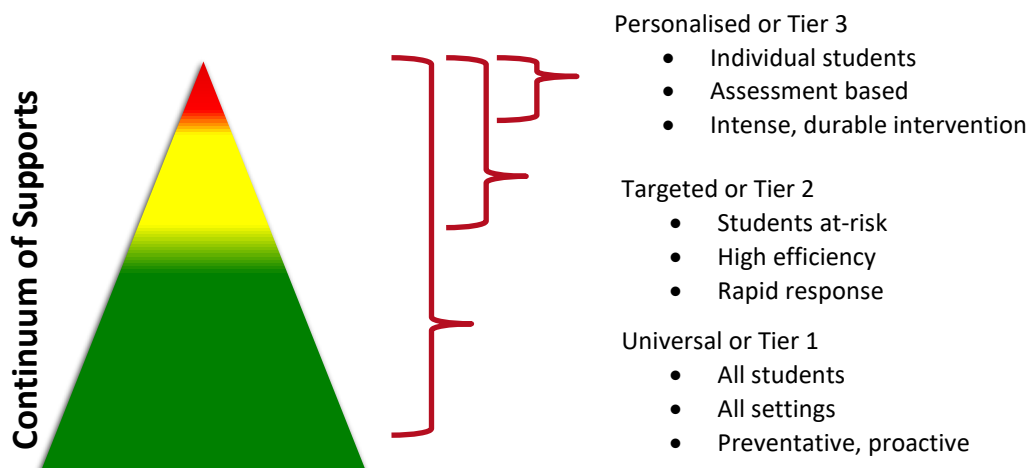 Continuum of Supports
Personalised or Tier 3
• Individual students
• Assessment based
• Intense, durable intervention
Targeted or Tier 2
• Students at-risk
• High efficiency
• Rapid response
Universal or Tier 1
• All students
• All settings
• Preventative, proactive